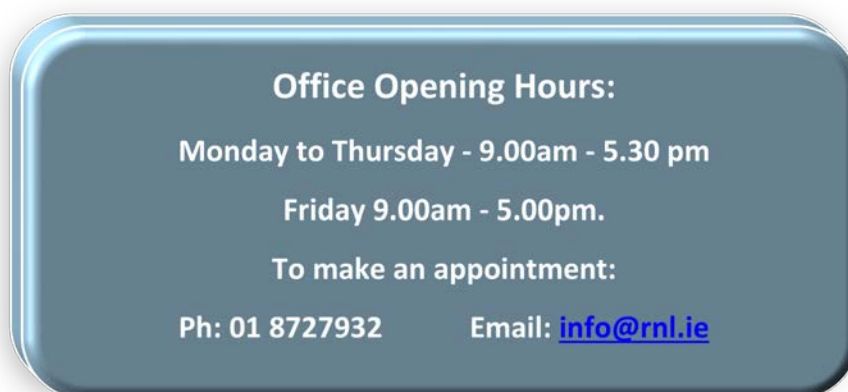 Office Opening Hours:
Monday to Thursday - 9.00am - 5.30 pm
Friday 9.00am - 5.00pm.
To make an appointment:
Ph: 01 8727932 Email: info@rnl.ie